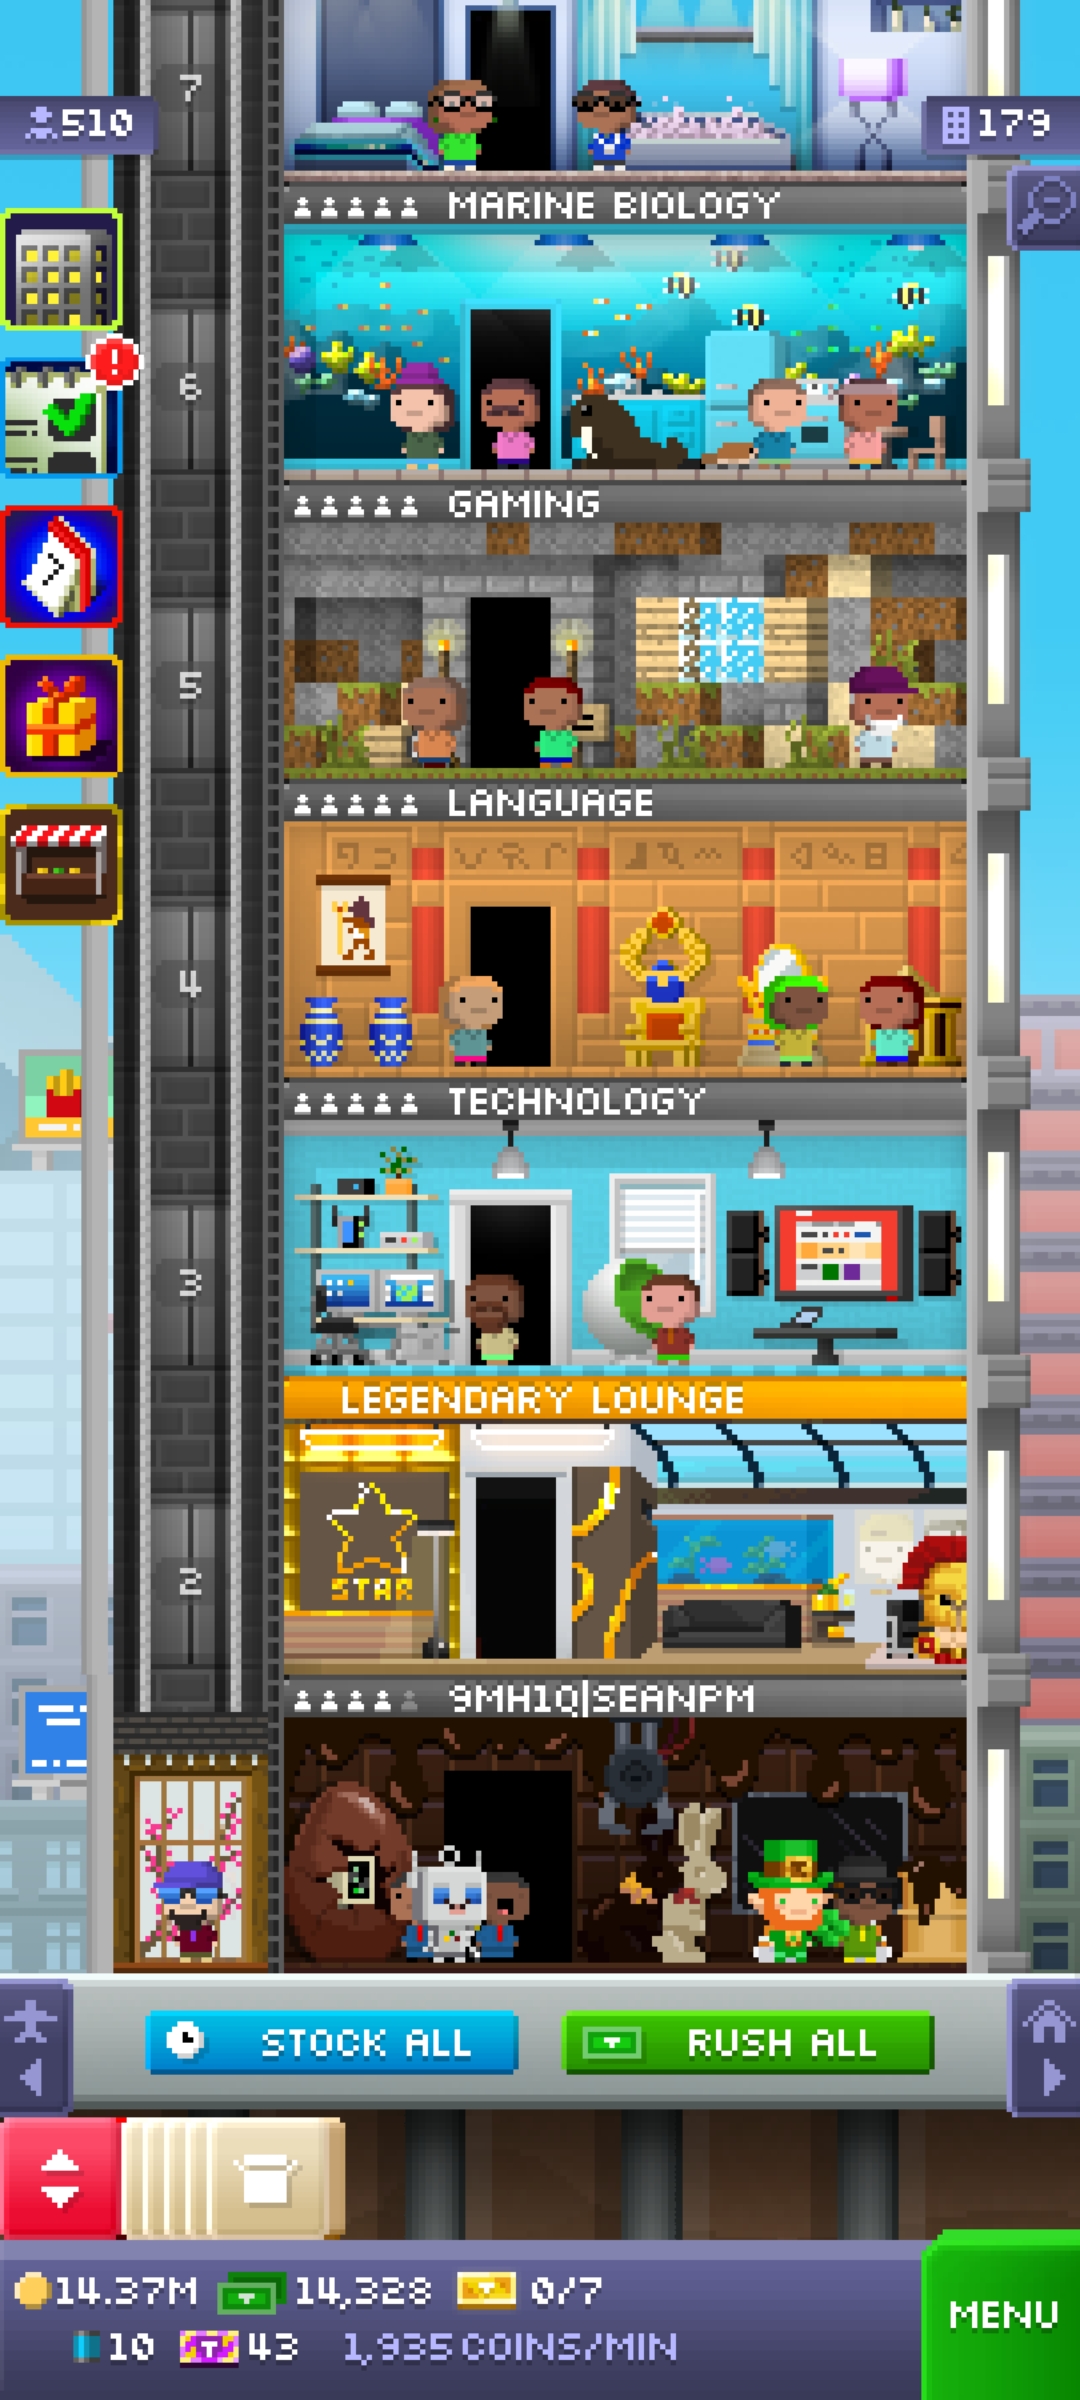 7
510
179
MARINE BIOLOGY
6
GAMING
7
5
LANGUAGE
4
TECHNOLOGY
3
LEGENDARY LOUNGE
STAR
2
9MH1Q|SEANPM
STOCK ALL
RUSH ALL
14.37M 14,328 0/7
10 43 1,935 COINS/MIN
MENU